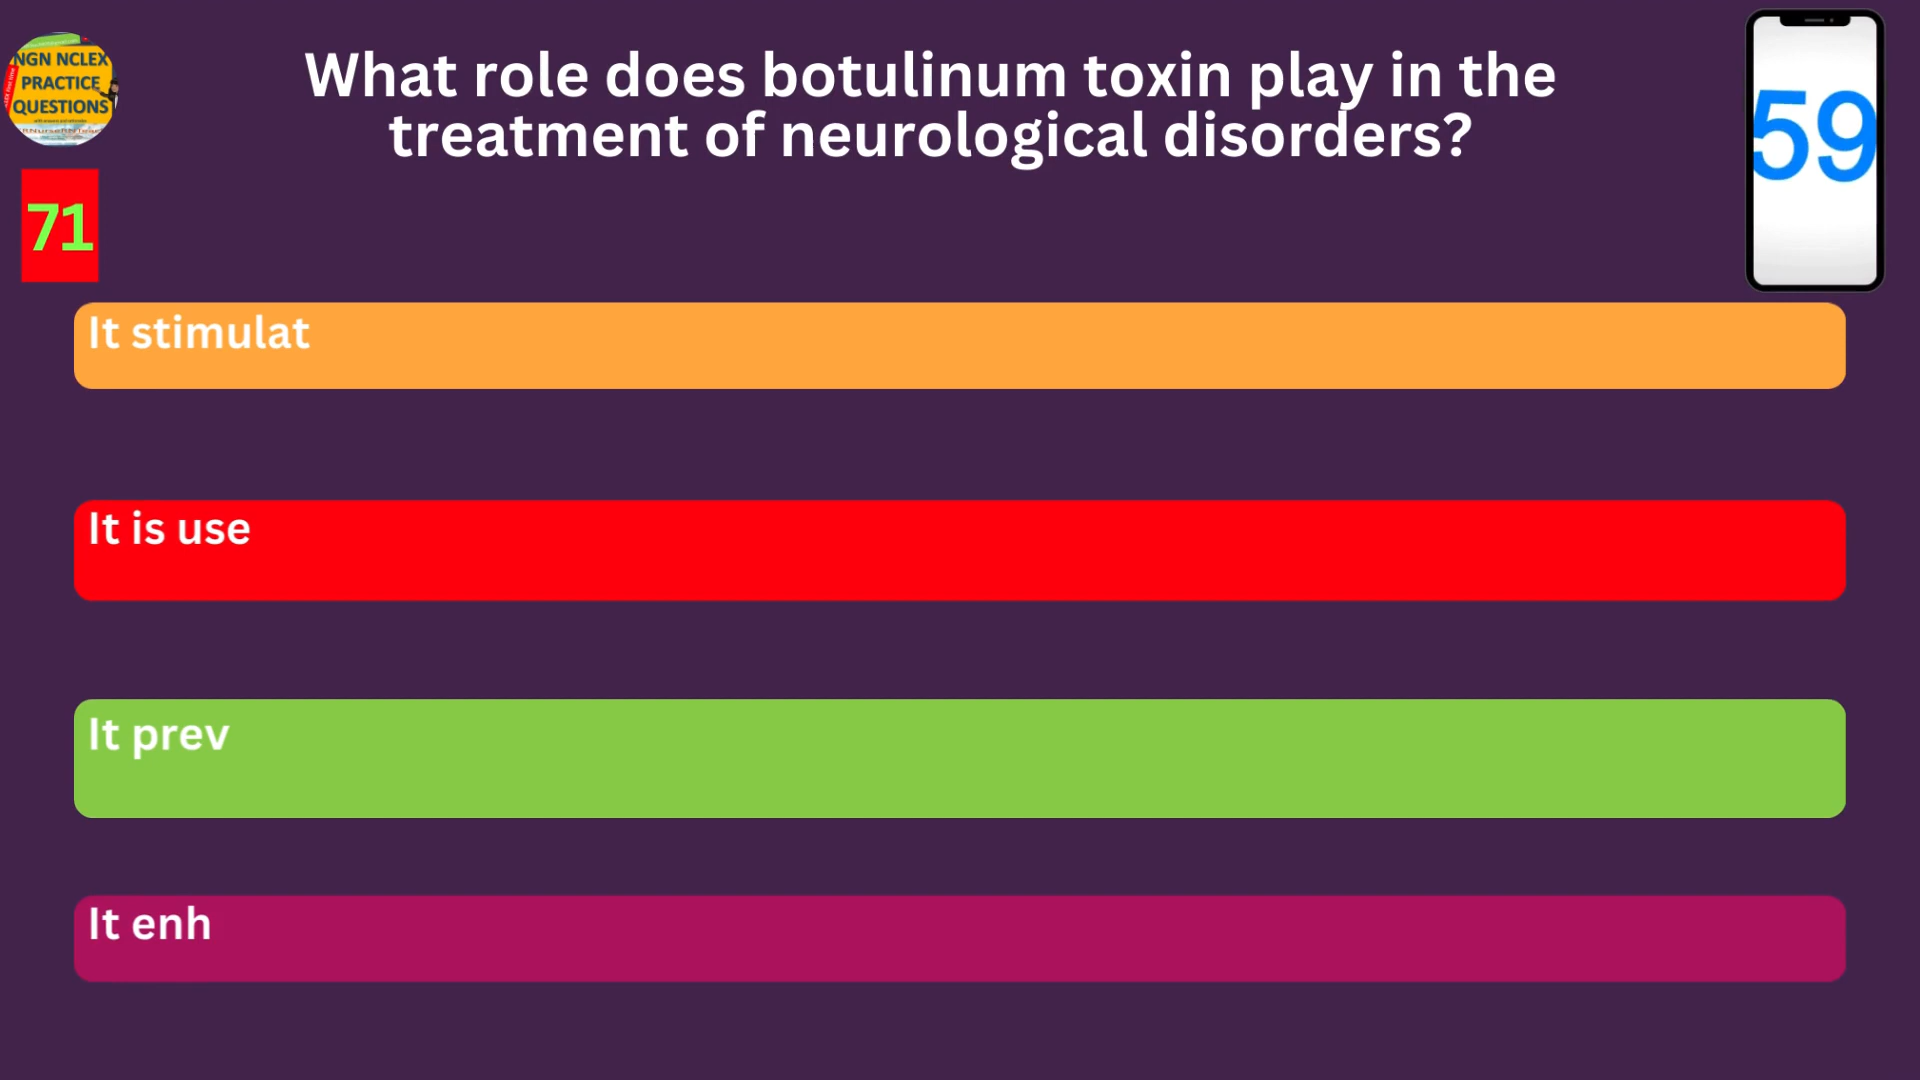 NGN NCLEX
PRACTICE
QUESTIONS
71
What role does botulinum toxin play in the
treatment of neurological disorders?
59
It stimulat
It is use
It prev
It enh